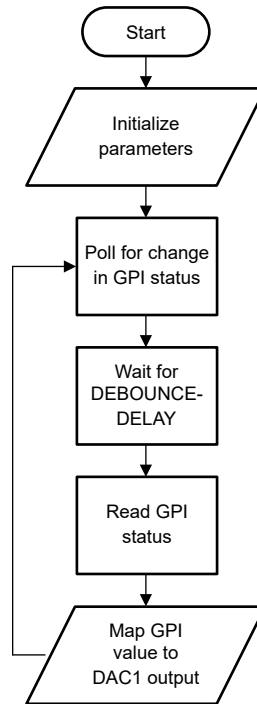 Start
Initialize
parameters
Poll for change
in GPI status
Wait for
DEBOUNCE-
DELAY
Read GPI
status
Map GPI
value to
DAC1 output